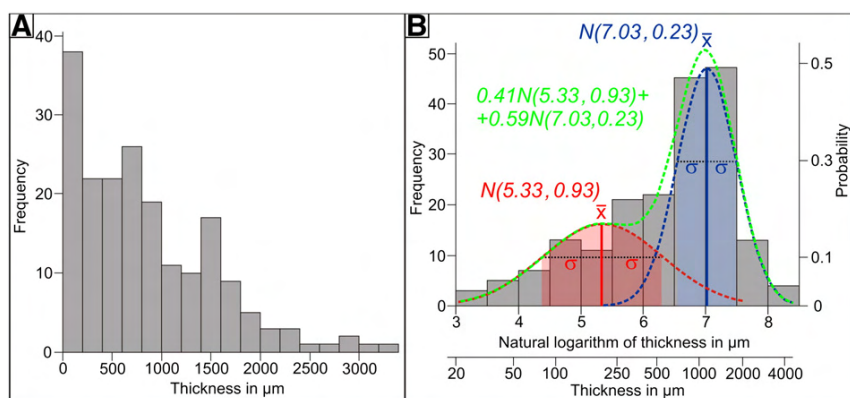 A
40
30
20
10
0
Frequency
0 500 1000 1500 2000 2500 3000
Thickness in µm
B
N(7.03, 0.23)
x̄
50
40
30
20
10
0
Frequency
0.41N(5.33, 0.93)+
+0.59N(7.03,0.23)
N(5.33, 0.93)
x̄
σ σ
σ σ
0.5
0.3
0.1
0
Probability
3 4 5 6 7 8
Natural logarithm of thickness in µm
20 50 100 250 500 1000 2000 4000
Thickness in µm